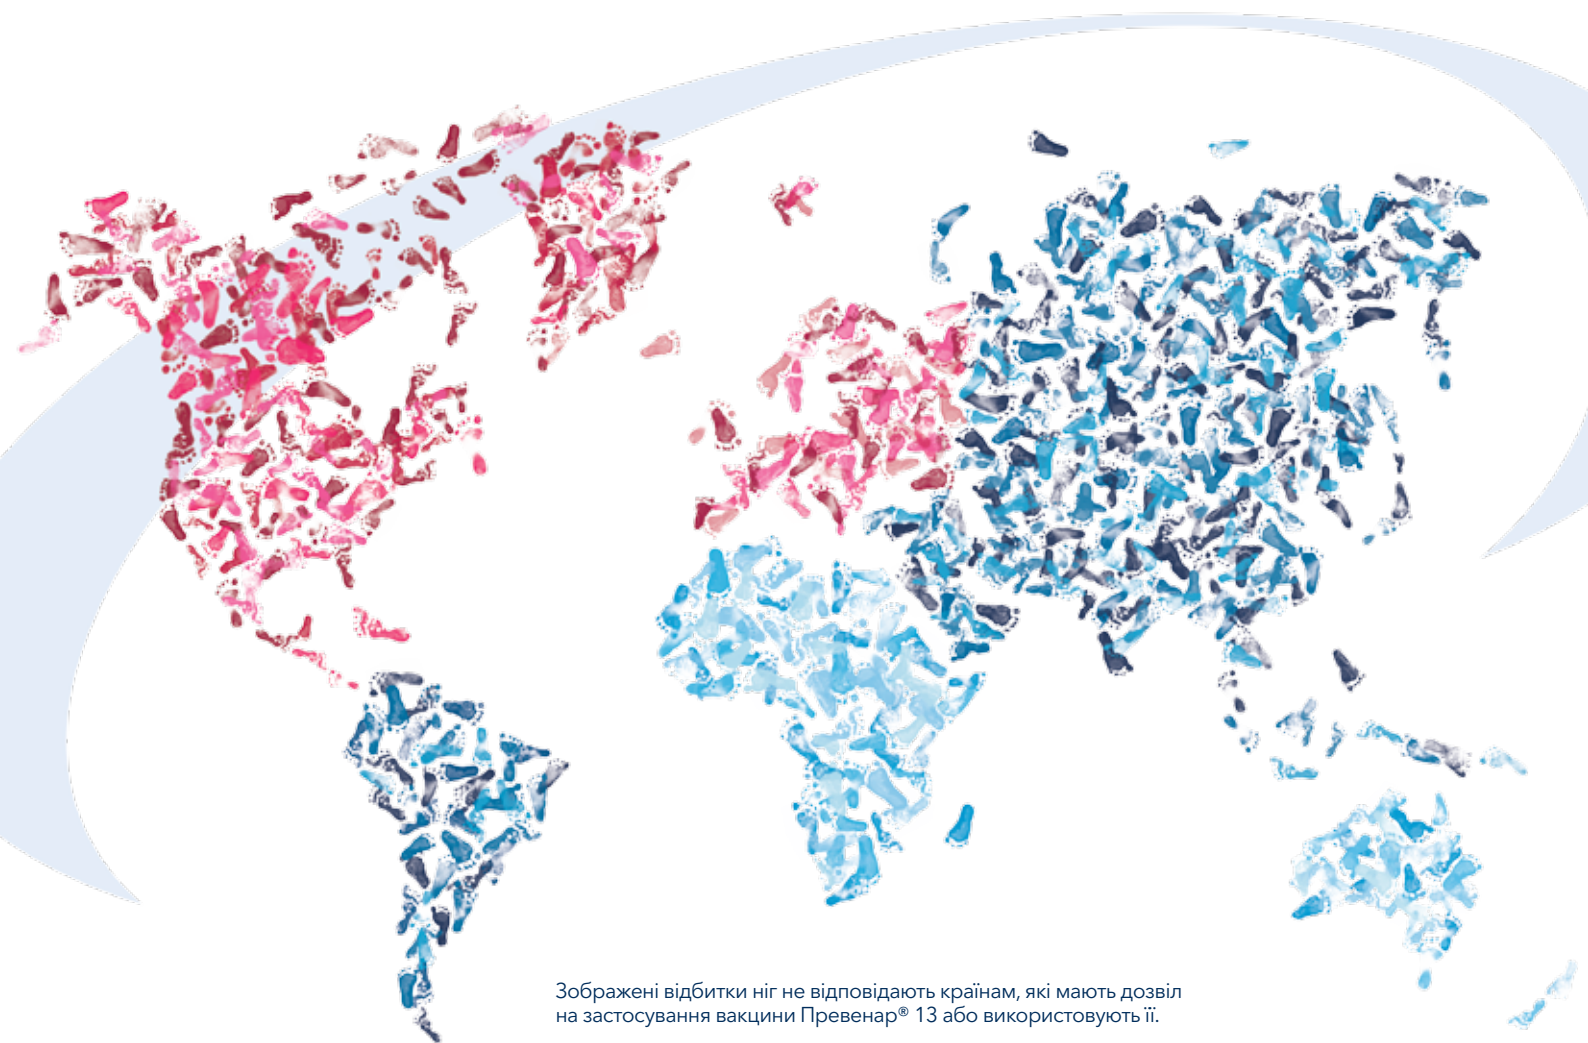 Зображені відбитки ніг не відповідають країнам, які мають дозвіл
на застосування вакцини Превенар® 13 або використовують її.